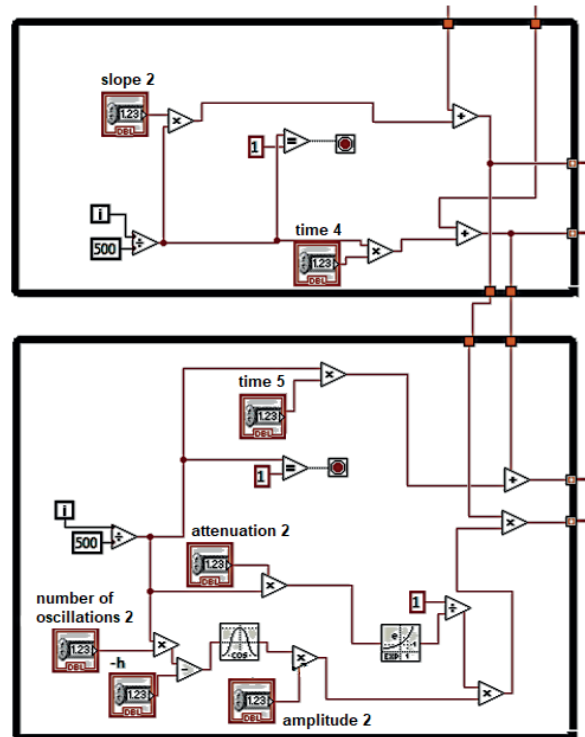 slope 2
1.23
DBL
×
+
1
=
i
500
÷
time 4
1.23
DBL
×
+
time 5
1.23
DBL
×
1
=
+
i
500
÷
×
attenuation 2
1.23
DBL
×
1
÷
number of
oscillations 2
1.23
DBL
×
-h
1.23
DBL
-
COS
×
e
EXP -1
×
1.23
DBL
amplitude 2